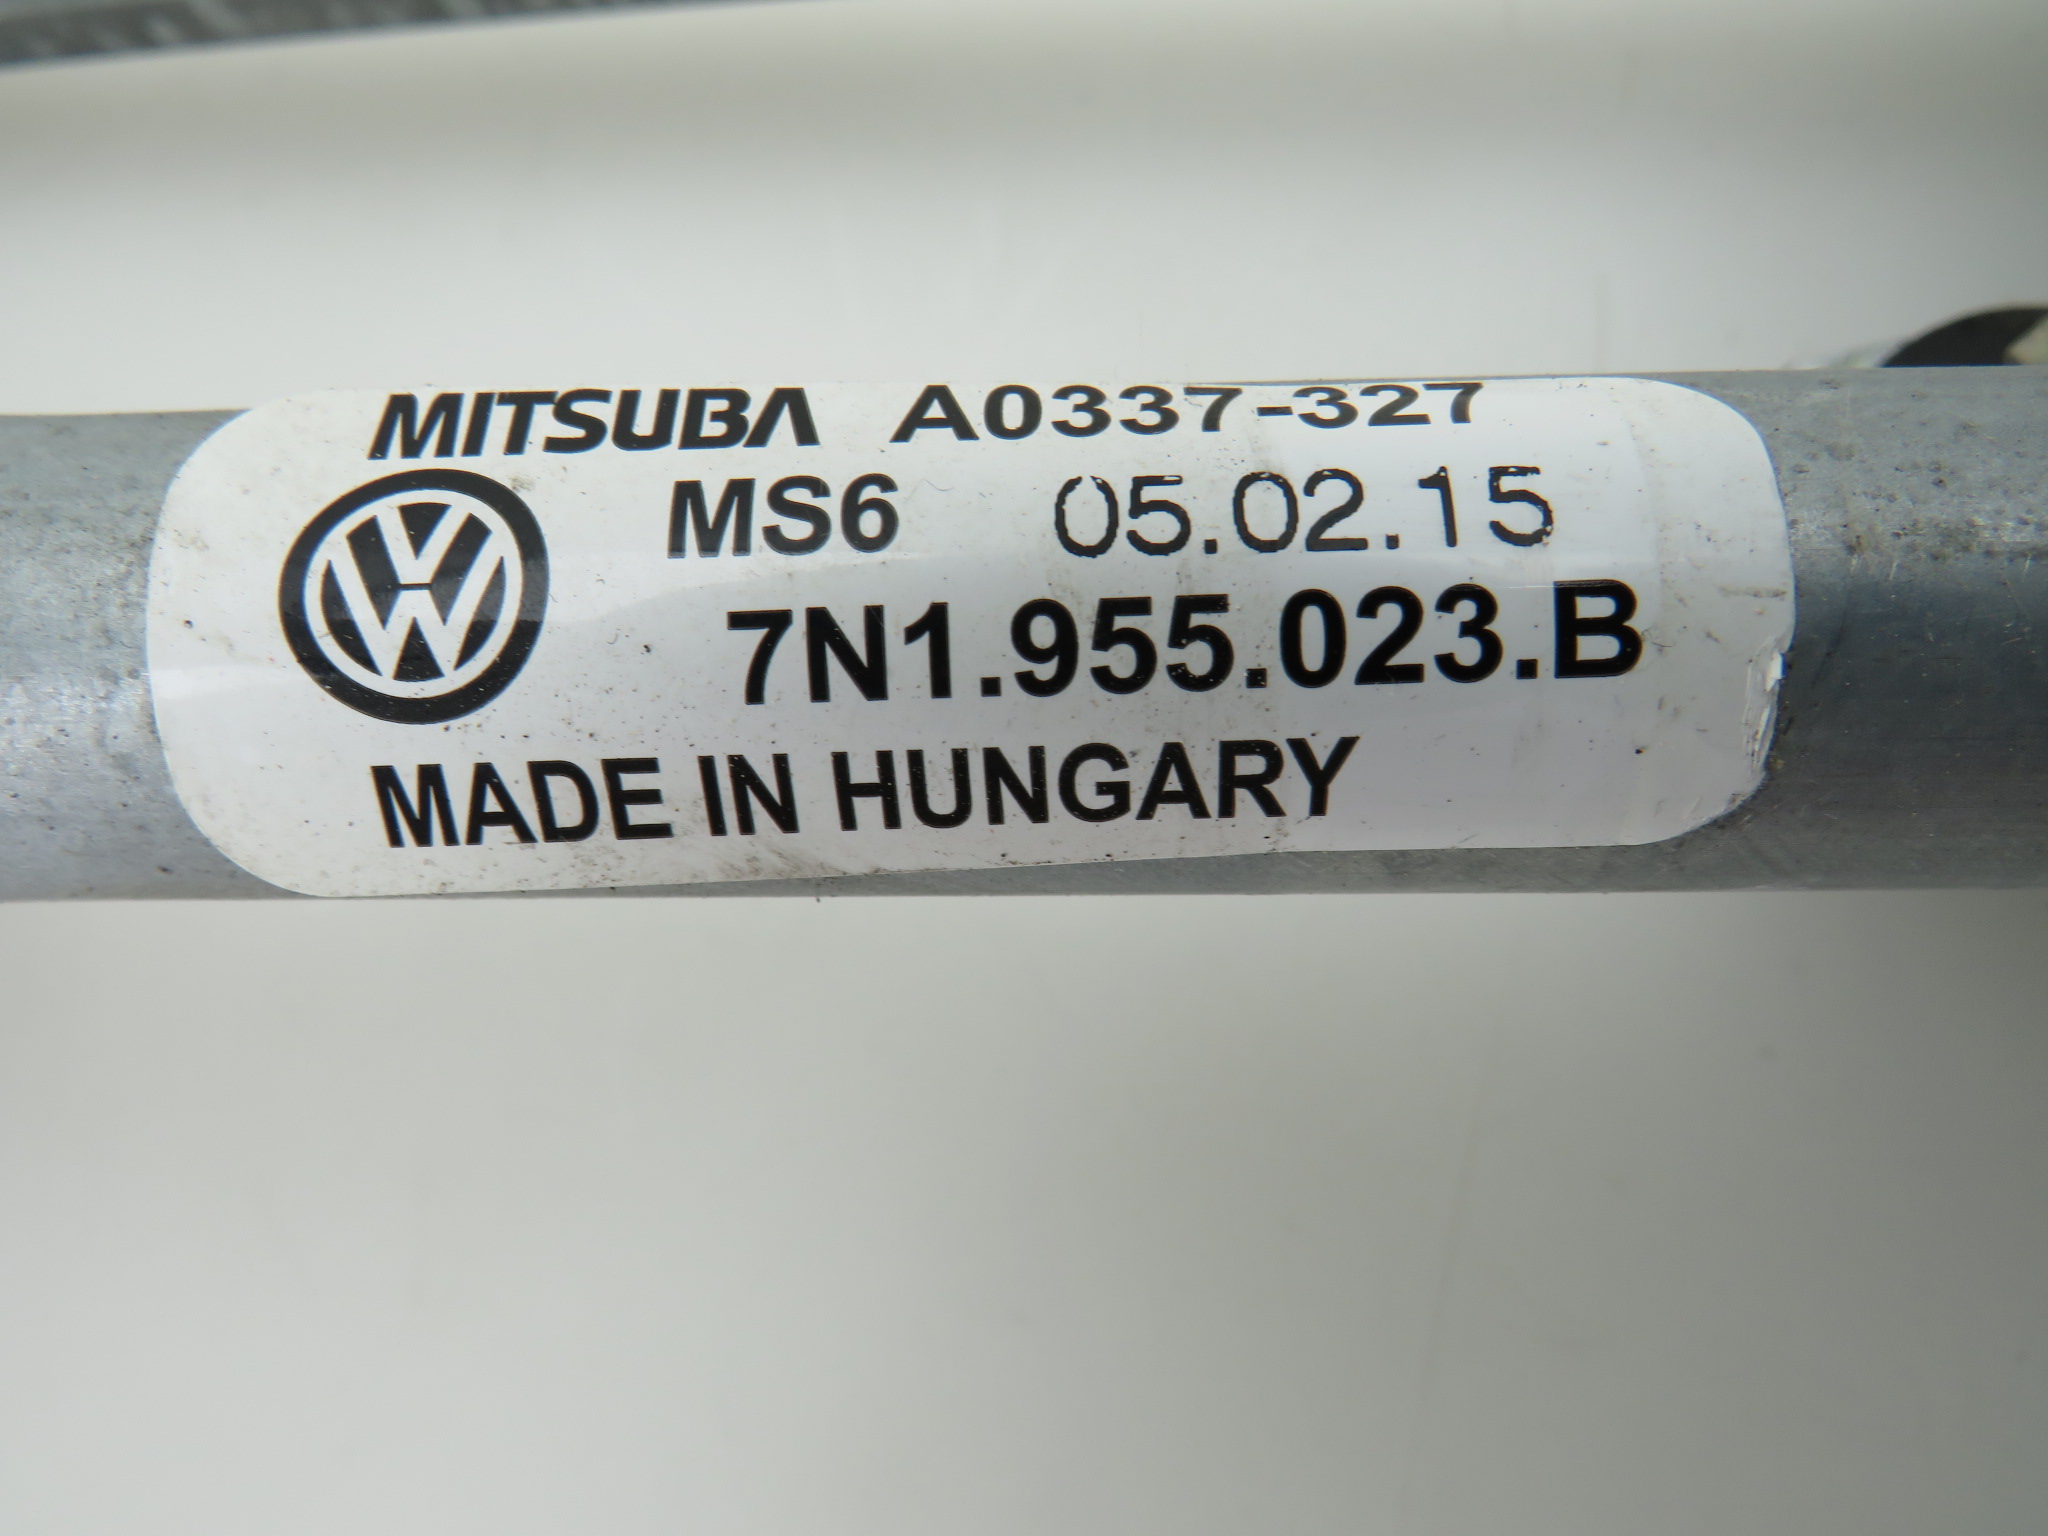 MITSUBA A0337-327
MS6 05.02.15
7N1.955.023.B
MADE IN HUNGARY